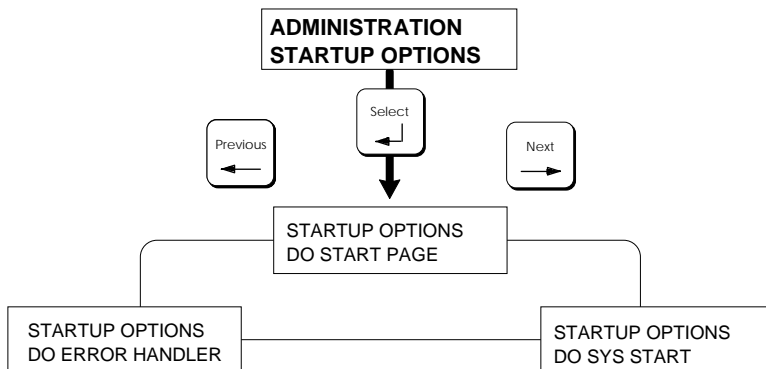 ADMINISTRATION
STARTUP OPTIONS
Select
Previous
Next
STARTUP OPTIONS
DO START PAGE
STARTUP OPTIONS
DO ERROR HANDLER
STARTUP OPTIONS
DO SYS START